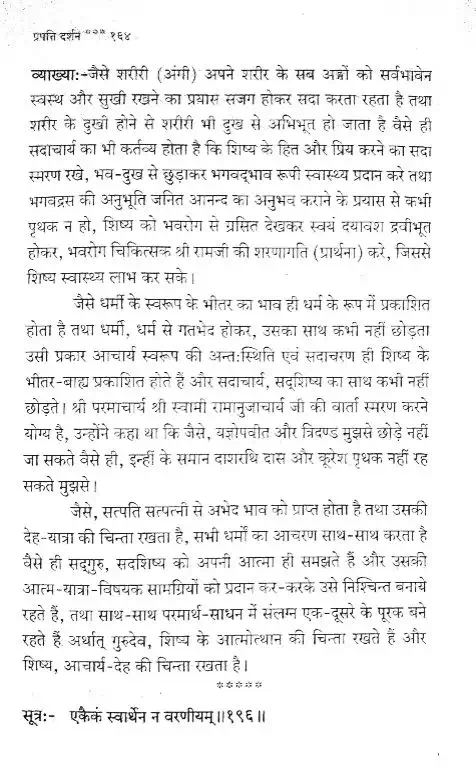 प्रपत्ति दर्शन *** १६४
व्याख्या:-जैसे शरीरी (अंगी) अपने शरीर के सब अङ्गों को सर्वभावेन
स्वस्थ और सुखी रखने का प्रयास सजग होकर सदा करता रहता है तथा
शरीर के दुखी होने से शरीरी भी दुख से अभिभूत हो जाता है वैसे ही
सदाचार्य का भी कर्तव्य होता है कि शिष्य के हित और प्रिय करने का सदा
स्मरण रखे, भव-दुख से छुड़ाकर भगवद्भाव रूपी स्वास्थ्य प्रदान करे तथा
भगवद्रस की अनुभूति जनित आनन्द का अनुभव कराने के प्रयास से कभी
पृथक न हो, शिष्य को भवरोग से ग्रसित देखकर स्वयं दयावश द्रवीभूत
होकर, भवरोग चिकित्सक श्री रामजी की शरणागति (प्रार्थना) करे, जिससे
शिष्य स्वास्थ्य लाभ कर सके।
जैसे धर्मी के स्वरूप के भीतर का भाव ही धर्म के रूप में प्रकाशित
होता है तथा धर्मी, धर्म से गतभेद होकर, उसका साथ कभी नहीं छोड़ता
उसी प्रकार आचार्य स्वरूप की अन्त:स्थिति एवं सदाचरण ही शिष्य के
भीतर-बाह्य प्रकाशित होते हैं और सदाचार्य, सद्शिष्य का साथ कभी नहीं
छोड़ते। श्री परमाचार्य श्री स्वामी रामानुजाचार्य जी की वार्ता स्मरण करने
योग्य है, उन्होंने कहा था कि जैसे, यज्ञोपवीत और त्रिदण्ड मुझसे छोड़े नहीं
जा सकते वैसे ही, इन्हीं के समान दाशरथि दास और कूरेश पृथक नहीं रह
सकते मुझसे।
जैसे, सत्पति सत्पत्नी से अभेद भाव को प्राप्त होता है तथा उसकी
देह-यात्रा की चिन्ता रखता है, सभी धर्मों का आचरण साथ-साथ करता है
वैसे ही सद्गुरु, सदशिष्य को अपनी आत्मा ही समझते हैं और उसकी
आत्म-यात्रा-विषयक सामग्रियों को प्रदान कर-करके उसे निश्चिन्त बनाये
रहते हैं, तथा साथ-साथ परमार्थ-साधन में संलग्न एक-दूसरे के पूरक बने
रहते हैं अर्थात् गुरुदेव, शिष्य के आत्मोत्थान की चिन्ता रखते हैं और
शिष्य, आचार्य-देह की चिन्ता रखता है।
*****
सूत्र:- एकैकं स्वार्थेन न वरणीयम्॥१९६॥